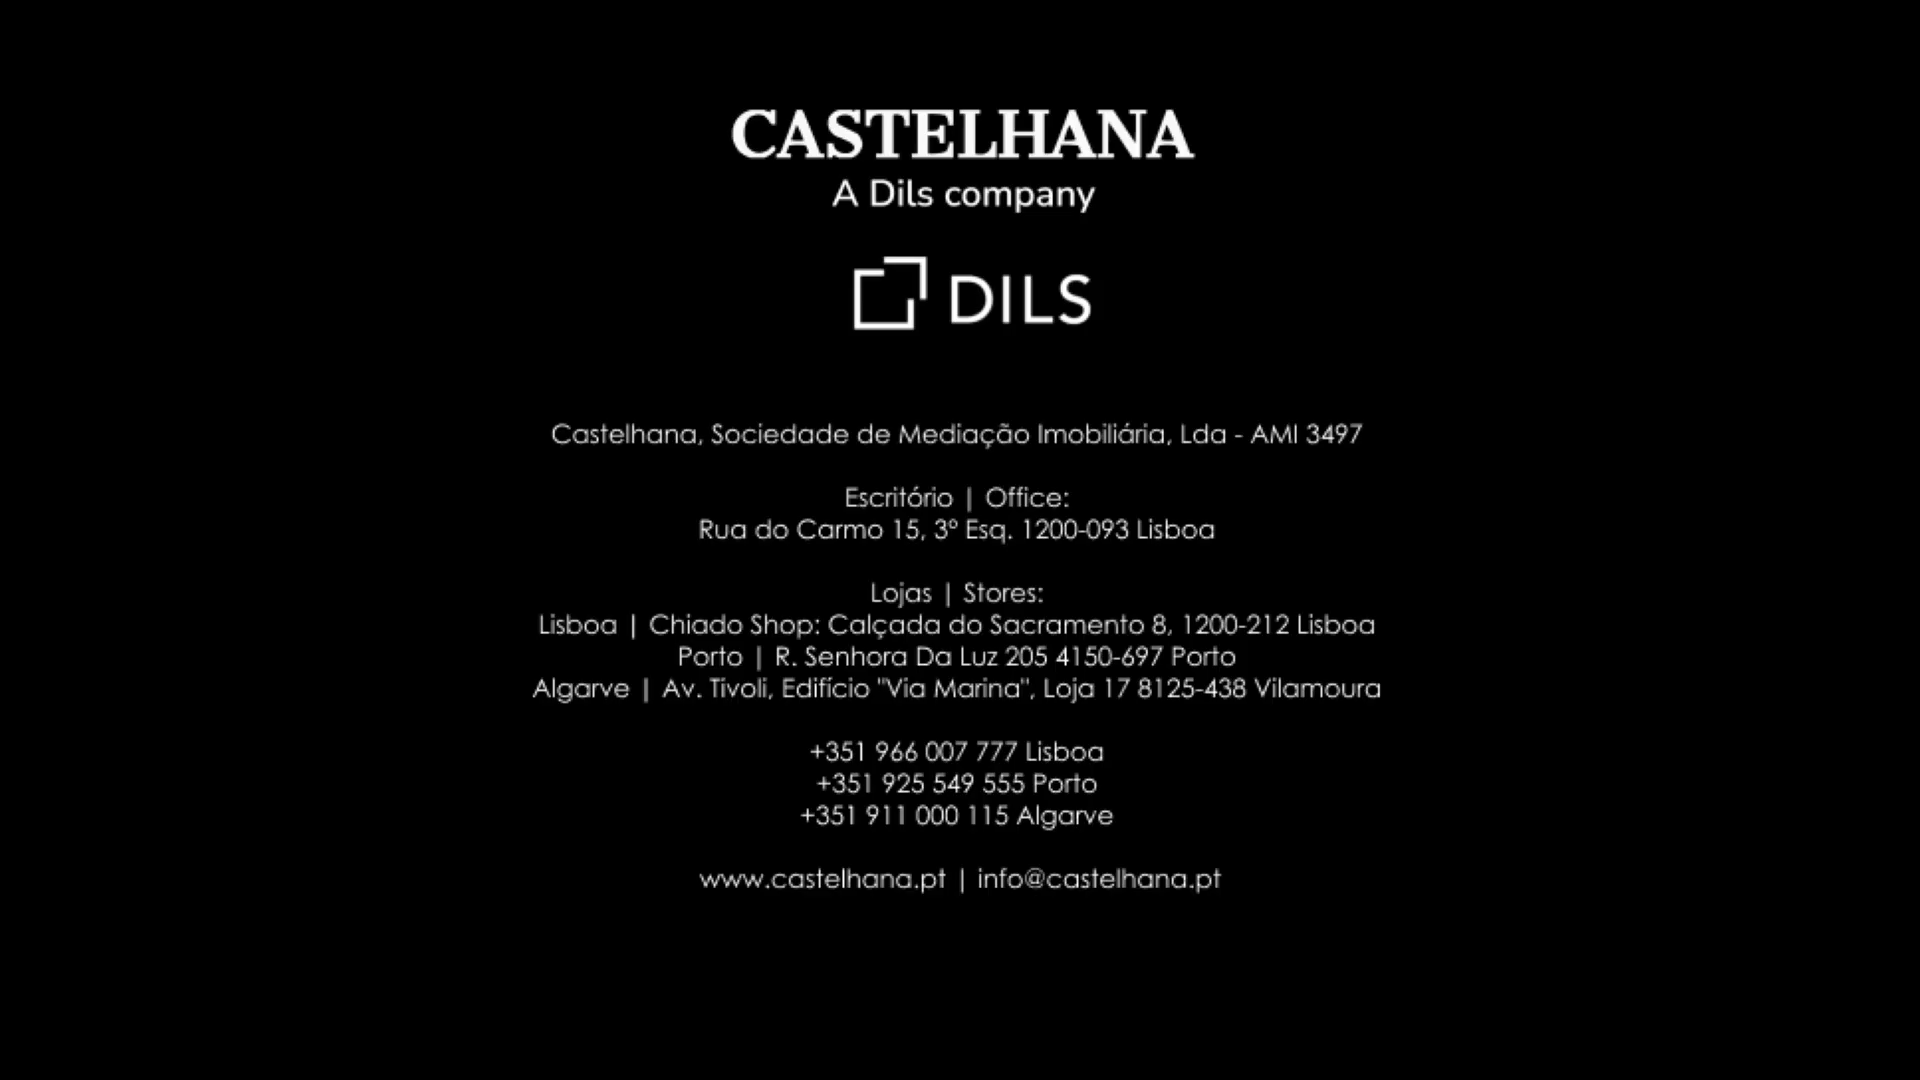 CASTELHANA
A Dils company
DILS
Castelhana, Sociedade de Mediação Imobiliária, Lda - AMI 3497
Escritório | Office:
Rua do Carmo 15, 3º Esq. 1200-093 Lisboa
Lojas | Stores:
Lisboa | Chiado Shop: Calçada do Sacramento 8, 1200-212 Lisboa
Porto | R. Senhora Da Luz 205 4150-697 Porto
Algarve | Av. Tivoli, Edifício "Via Marina", Loja 17 8125-438 Vilamoura
+351 966 007 777 Lisboa
+351 925 549 555 Porto
+351 911 000 115 Algarve
www.castelhana.pt | info@castelhana.pt